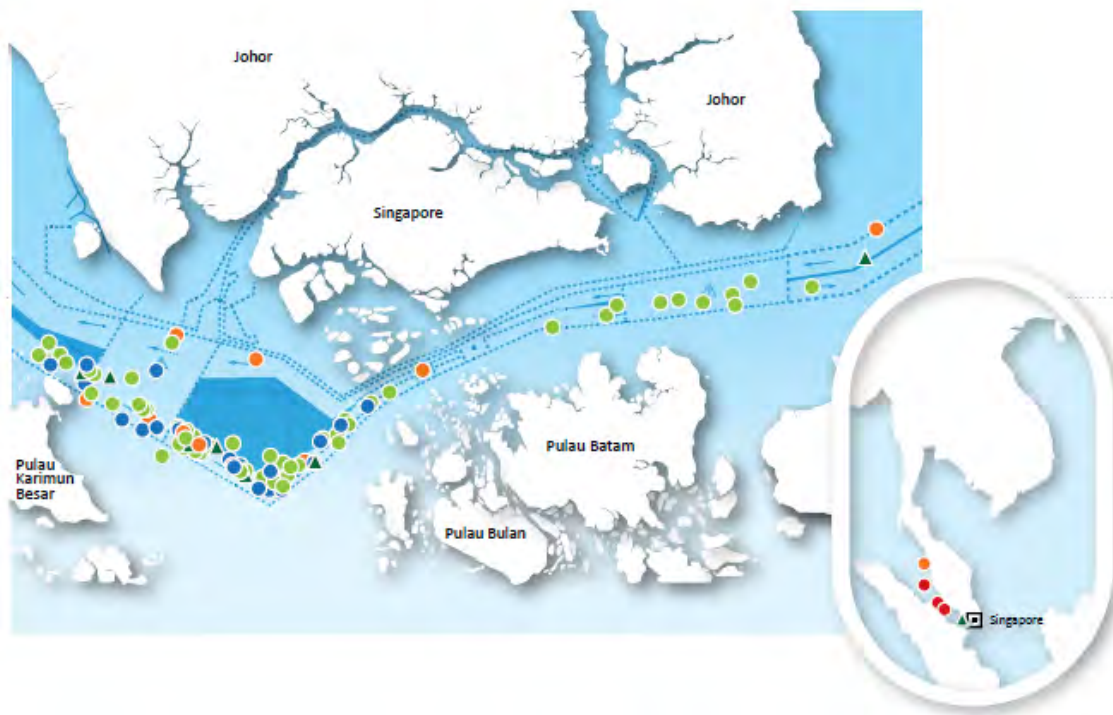 Johor
Johor
Singapore
Pulau Batam
Pulau
Karimun
Besar
Pulau Bulan
Singapore